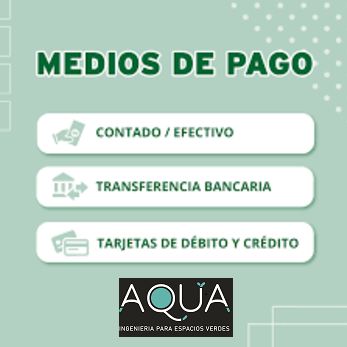 MEDIOS DE PAGO
CONTADO / EFECTIVO
TRANSFERENCIA BANCARIA
TARJETAS DE DÉBITO Y CRÉDITO
AQUA
INGENIERIA PARA ESPACIOS VERDES